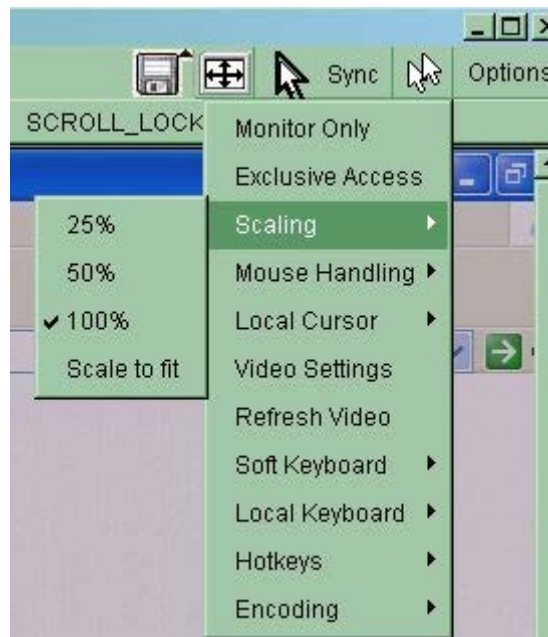 Sync Options
SCROLL_LOCK
Monitor Only
Exclusive Access
Scaling
25%
50%
100%
Scale to fit
Mouse Handling
Local Cursor
Video Settings
Refresh Video
Soft Keyboard
Local Keyboard
Hotkeys
Encoding